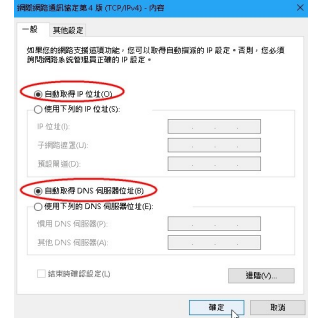 網際網路通訊協定第 4 版 (TCP/IPv4) - 內容
一般
其他設定
如果您的網路支援這項功能，您可以取得自動指派的 IP 設定。否則，您必須
詢問網路系統管理員正確的 IP 設定。
自動取得 IP 位址(O)
使用下列的 IP 位址(S):
IP 位址(I):
子網路遮罩(U):
預設閘道(D):
自動取得 DNS 伺服器位址(B)
使用下列的 DNS 伺服器位址(E):
慣用 DNS 伺服器(P):
其他 DNS 伺服器(A):
結束時確認設定(L)
進階(V)...
確定
取消